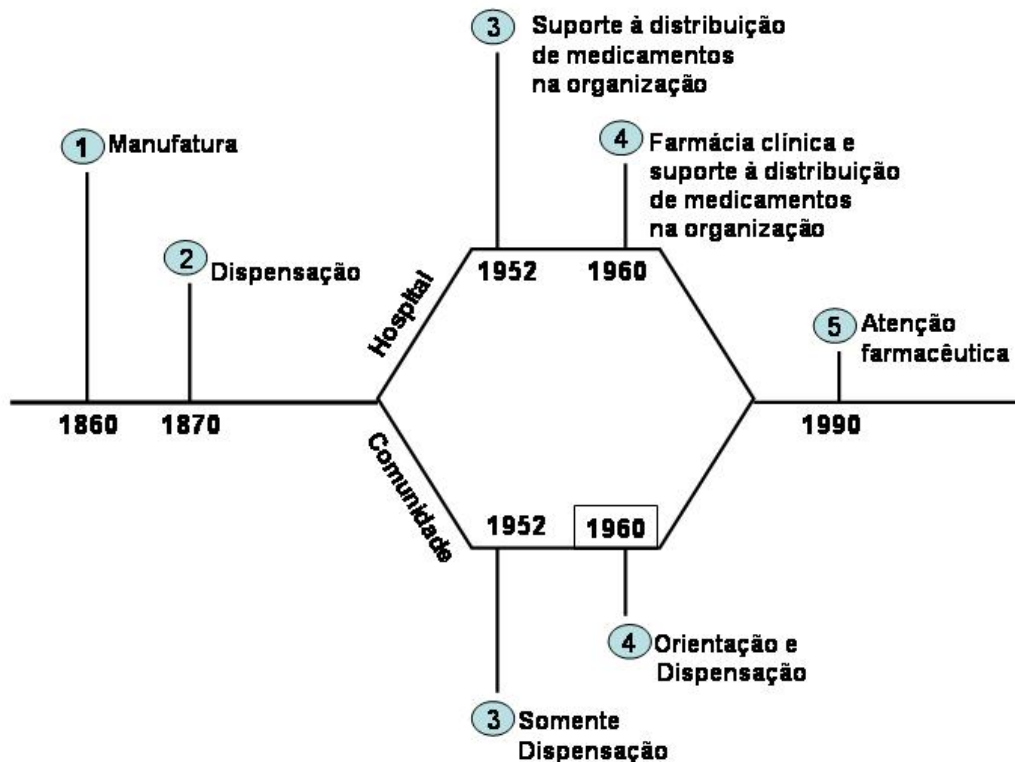 3 Suporte à distribuição
de medicamentos
na organização
1 Manufatura
4 Farmácia clínica e
suporte à distribuição
de medicamentos
na organização
2 Dispensação
1952 1960
Hospital
5 Atenção
farmacêutica
1860 1870
1990
Comunidade
1952 1960
4 Orientação e
Dispensação
3 Somente
Dispensação